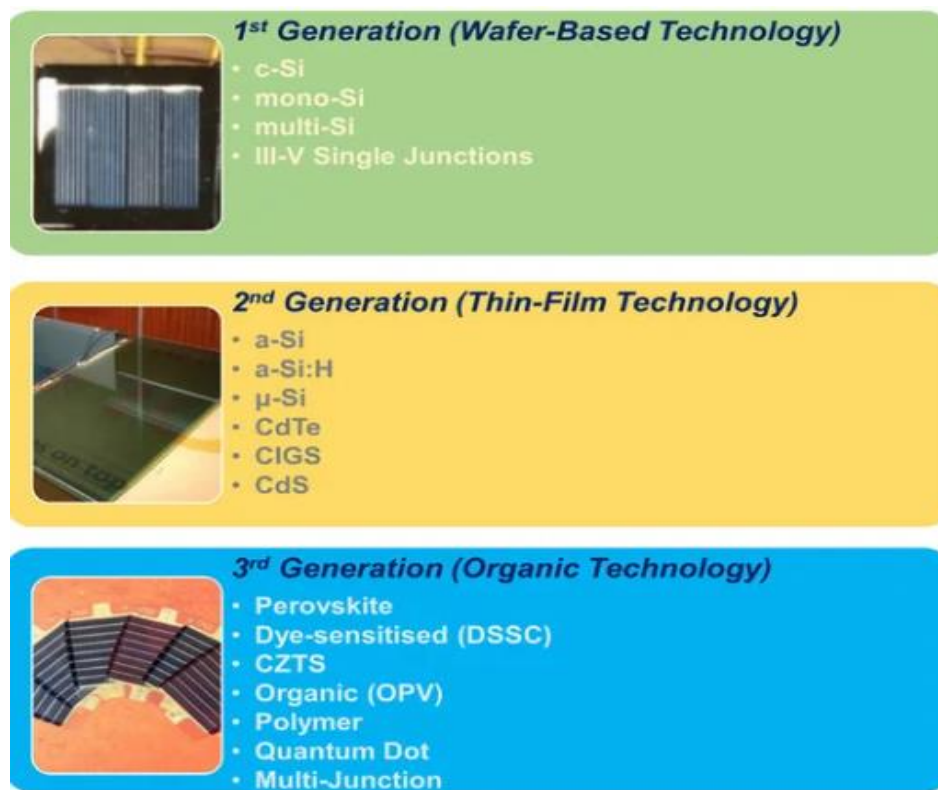 1st Generation (Wafer-Based Technology)
• c-Si
• mono-Si
• multi-Si
• III-V Single Junctions
2nd Generation (Thin-Film Technology)
• a-Si
• a-Si:H
• µ-Si
• CdTe
• CIGS
• CdS
on top
3rd Generation (Organic Technology)
• Perovskite
• Dye-sensitised (DSSC)
• CZTS
• Organic (OPV)
• Polymer
• Quantum Dot
• Multi-Junction